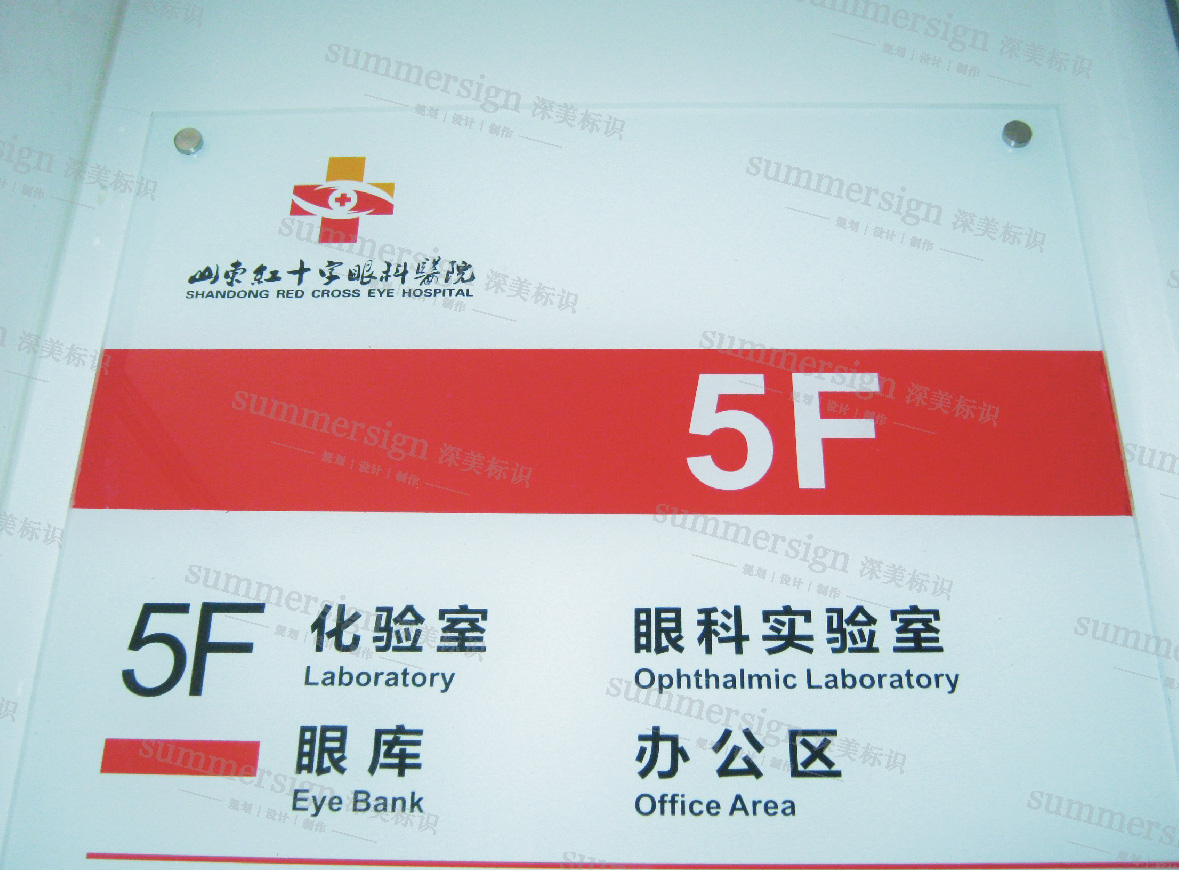 山东红十字眼科醫院
SHANDONG RED CROSS EYE HOSPITAL
5F
5F
化验室
Laboratory
眼科实验室
Ophthalmic Laboratory
眼库
Eye Bank
办公区
Office Area
summersign 深美标识
规划 | 设计 | 制作